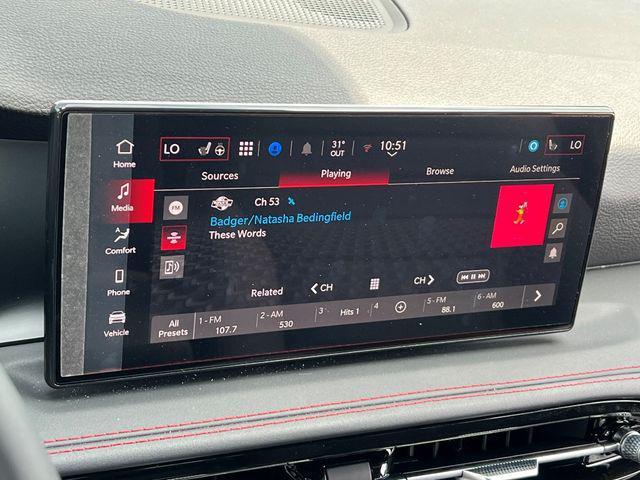 LO
31°
OUT
10:51
LO
Home
Sources
Playing
Browse
Audio Settings
Media
FM
Ch 53
Badger/Natasha Bedingfield
These Words
Comfort
Phone
Related
CH
CH
Vehicle
All
Presets
1 - FM
107.7
2 - AM
530
3
Hits 1
4
5 - FM
88.1
6 - AM
600